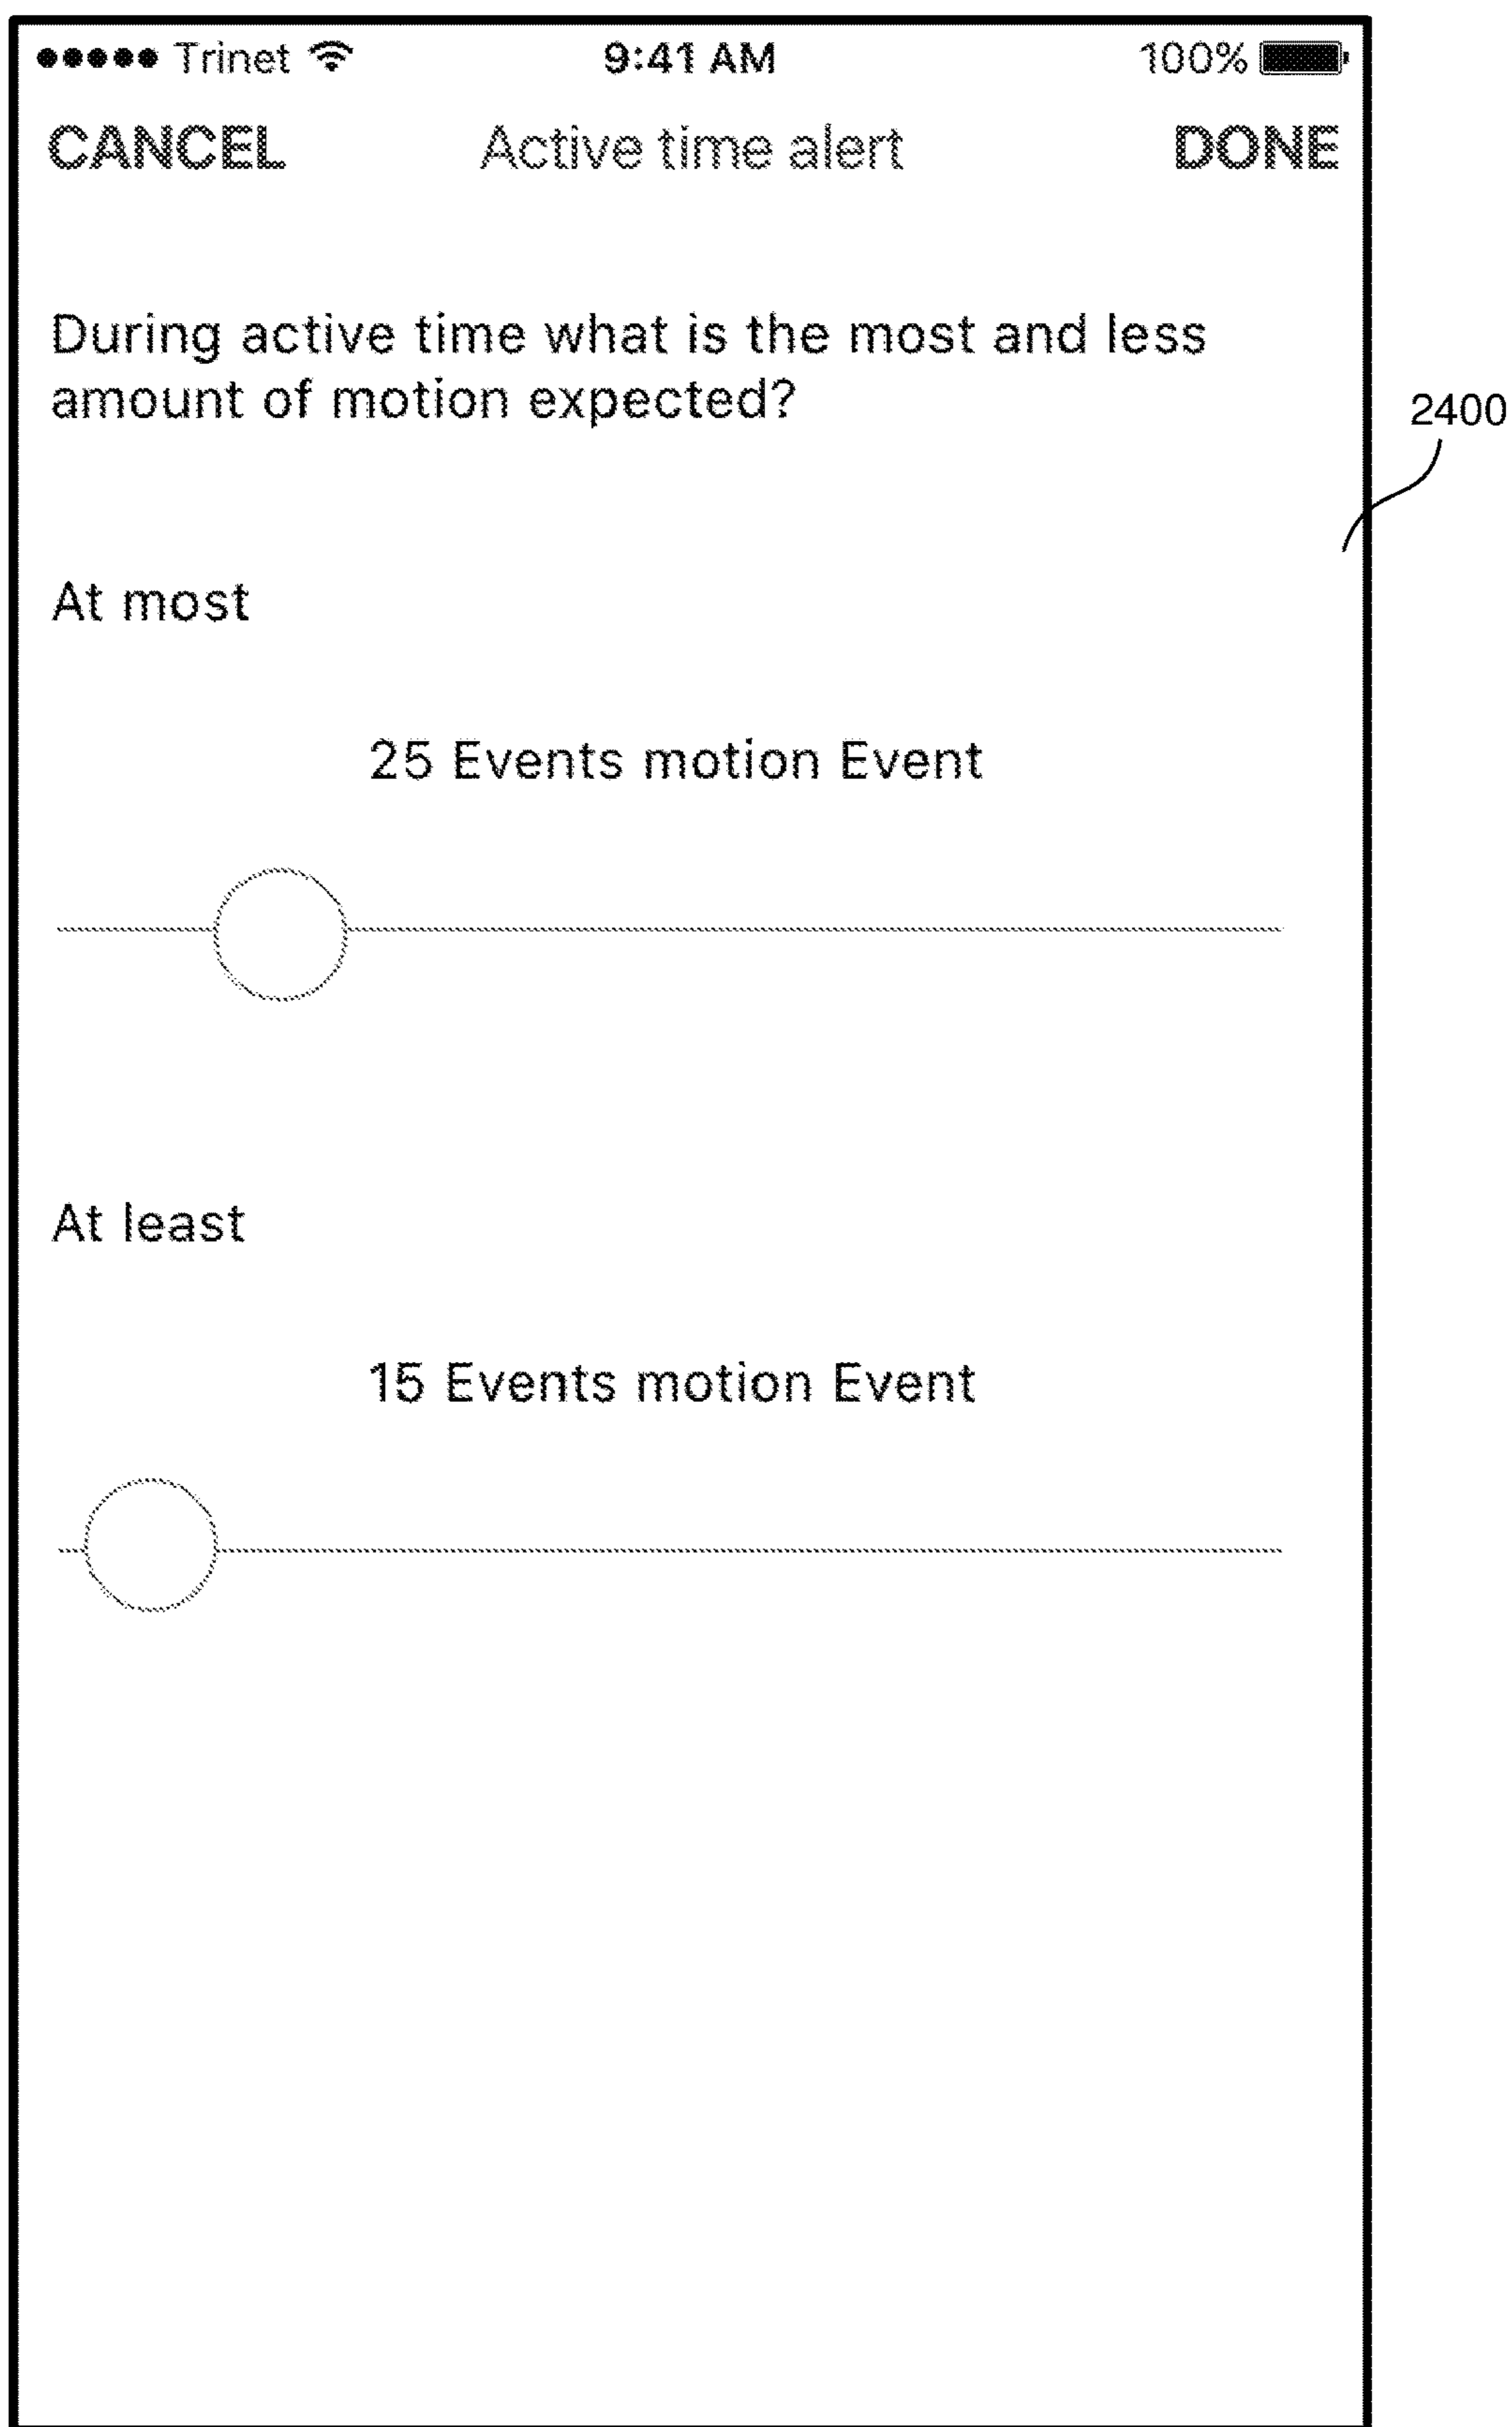 Trinet 9:41 AM 100%
CANCEL Active time alert DONE
During active time what is the most and less
amount of motion expected?
2400
At most
25 Events motion Event
At least
15 Events motion Event